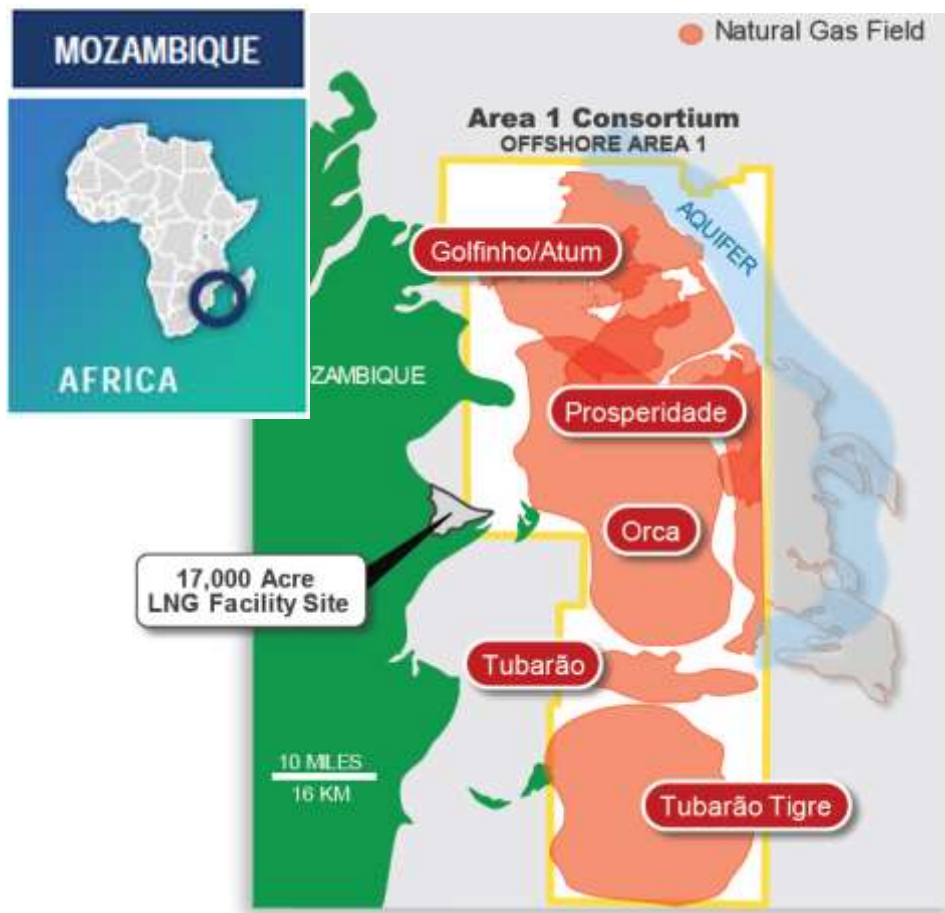 MOZAMBIQUE
AFRICA
Natural Gas Field
Area 1 Consortium
OFFSHORE AREA 1
AQUIFER
Golfinho/Atum
ZAMBIQUE
Prosperidade
Orca
17,000 Acre
LNG Facility Site
Tubarão
10 MILES
16 KM
Tubarão Tigre